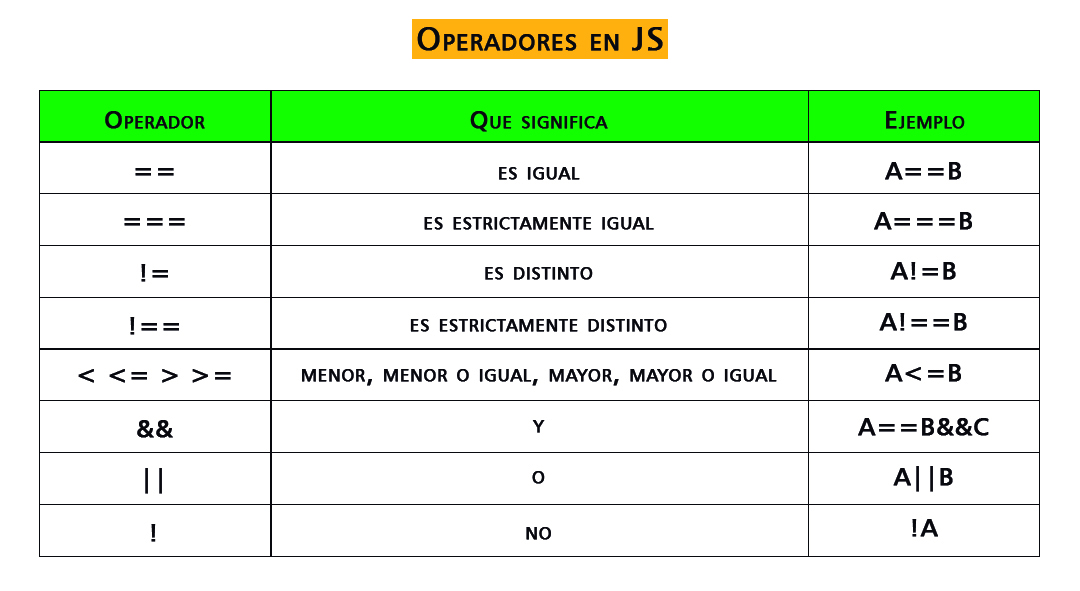 Operadores en JS
Operador Que significa Ejemplo
== es igual A==B
=== es estrictamente igual A===B
!= es distinto A!=B
!== es estrictamente distinto A!==B
< <= > >= menor, menor o igual, mayor, mayor o igual A<=B
&& y A==B&&C
|| o A||B
! no !A